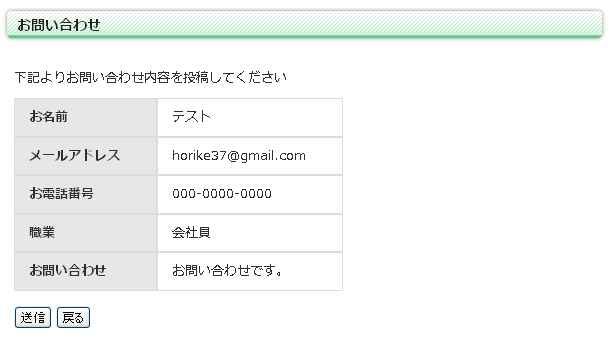 お問い合わせ
下記よりお問い合わせ内容を投稿してください
お名前 テスト
メールアドレス horike37@gmail.com
お電話番号 000-0000-0000
職業 会社員
お問い合わせ お問い合わせです。
送信 戻る